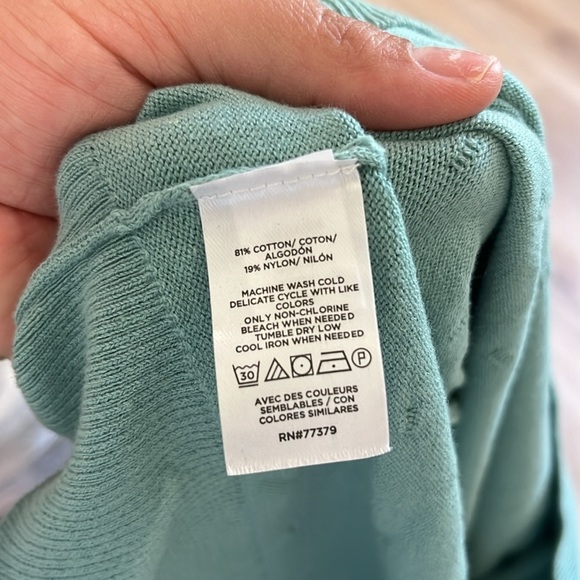 81% COTTON/ COTON/
ALGODÓN
19% NYLON/ NILÓN
MACHINE WASH COLD
DELICATE CYCLE WITH LIKE
COLORS
ONLY NON-CHLORINE
BLEACH WHEN NEEDED
TUMBLE DRY LOW
COOL IRON WHEN NEEDED
30 P
AVEC DES COULEURS
SEMBLABLES / CON
COLORES SIMILARES
RN#77379